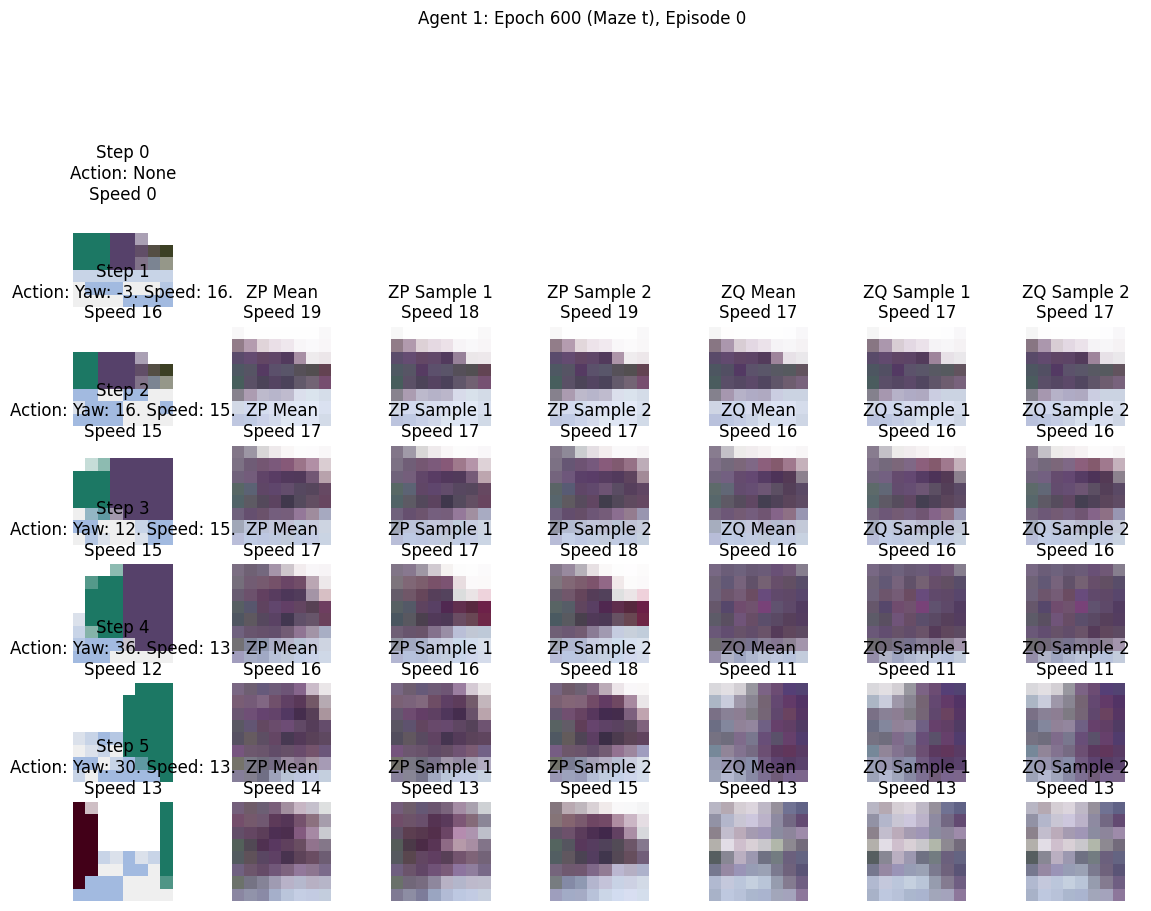 Agent 1: Epoch 600 (Maze t), Episode 0
Step 0
Action: None
Speed 0
Step 1
Action: Yaw: -3. Speed: 16.
Speed 16
ZP Mean
Speed 19
ZP Sample 1
Speed 18
ZP Sample 2
Speed 19
ZQ Mean
Speed 17
ZQ Sample 1
Speed 17
ZQ Sample 2
Speed 17
Step 2
Action: Yaw: 16. Speed: 15.
Speed 15
ZP Mean
Speed 17
ZP Sample 1
Speed 17
ZP Sample 2
Speed 17
ZQ Mean
Speed 16
ZQ Sample 1
Speed 16
ZQ Sample 2
Speed 16
Step 3
Action: Yaw: 12. Speed: 15.
Speed 15
ZP Mean
Speed 17
ZP Sample 1
Speed 17
ZP Sample 2
Speed 18
ZQ Mean
Speed 16
ZQ Sample 1
Speed 16
ZQ Sample 2
Speed 16
Step 4
Action: Yaw: 36. Speed: 13.
Speed 12
ZP Mean
Speed 16
ZP Sample 1
Speed 16
ZP Sample 2
Speed 18
ZQ Mean
Speed 11
ZQ Sample 1
Speed 11
ZQ Sample 2
Speed 11
Step 5
Action: Yaw: 30. Speed: 13.
Speed 13
ZP Mean
Speed 14
ZP Sample 1
Speed 13
ZP Sample 2
Speed 15
ZQ Mean
Speed 13
ZQ Sample 1
Speed 13
ZQ Sample 2
Speed 13